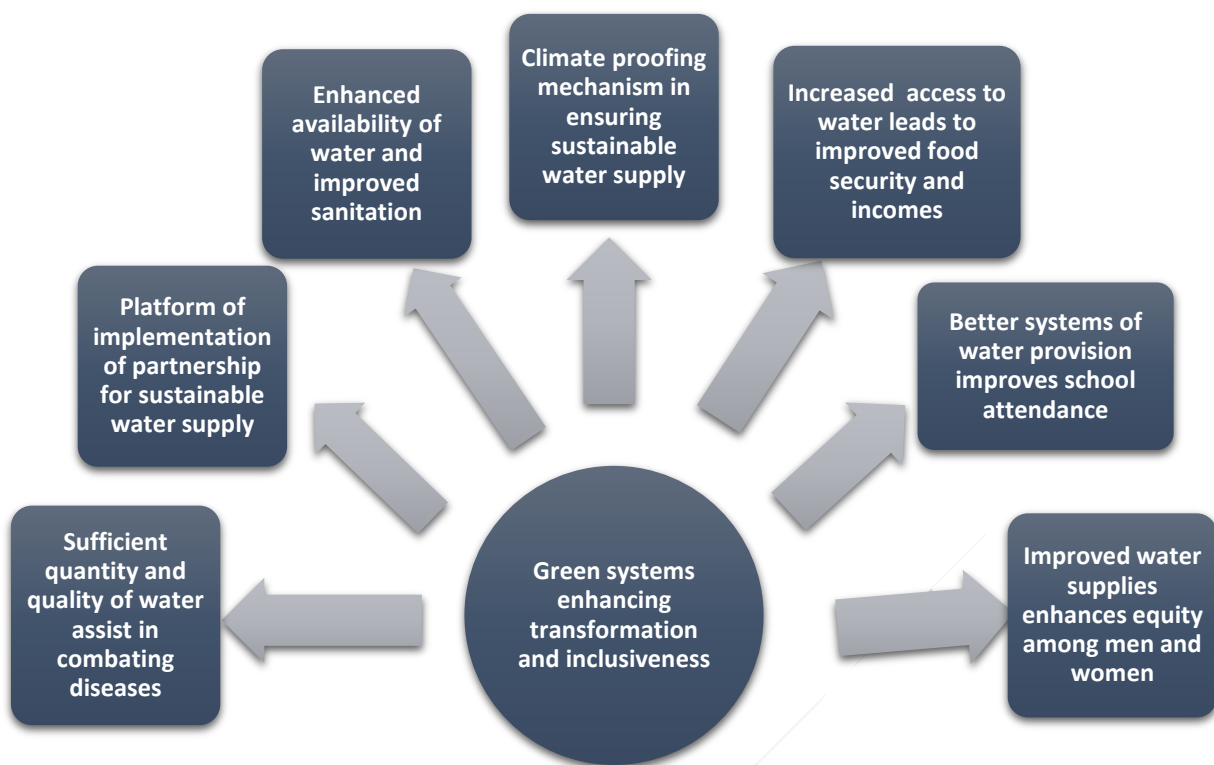 Sufficient
quantity and
quality of water
assist in
combating
diseases
Platform of
implementation
of partnership
for sustainable
water supply
Enhanced
availability of
water and
improved
sanitation
Climate proofing
mechanism in
ensuring
sustainable
water supply
Increased  access to
water leads to
improved food
security and
incomes
Better systems of
water provision
improves school
attendance
Improved water
supplies
enhances equity
among men and
women
Green systems
enhancing
transformation
and inclusiveness